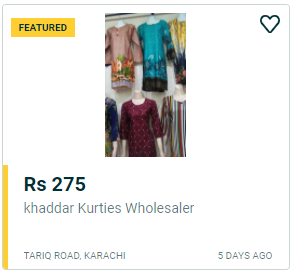 FEATURED
Rs 275
khaddar Kurties Wholesaler
TARIQ ROAD, KARACHI
5 DAYS AGO